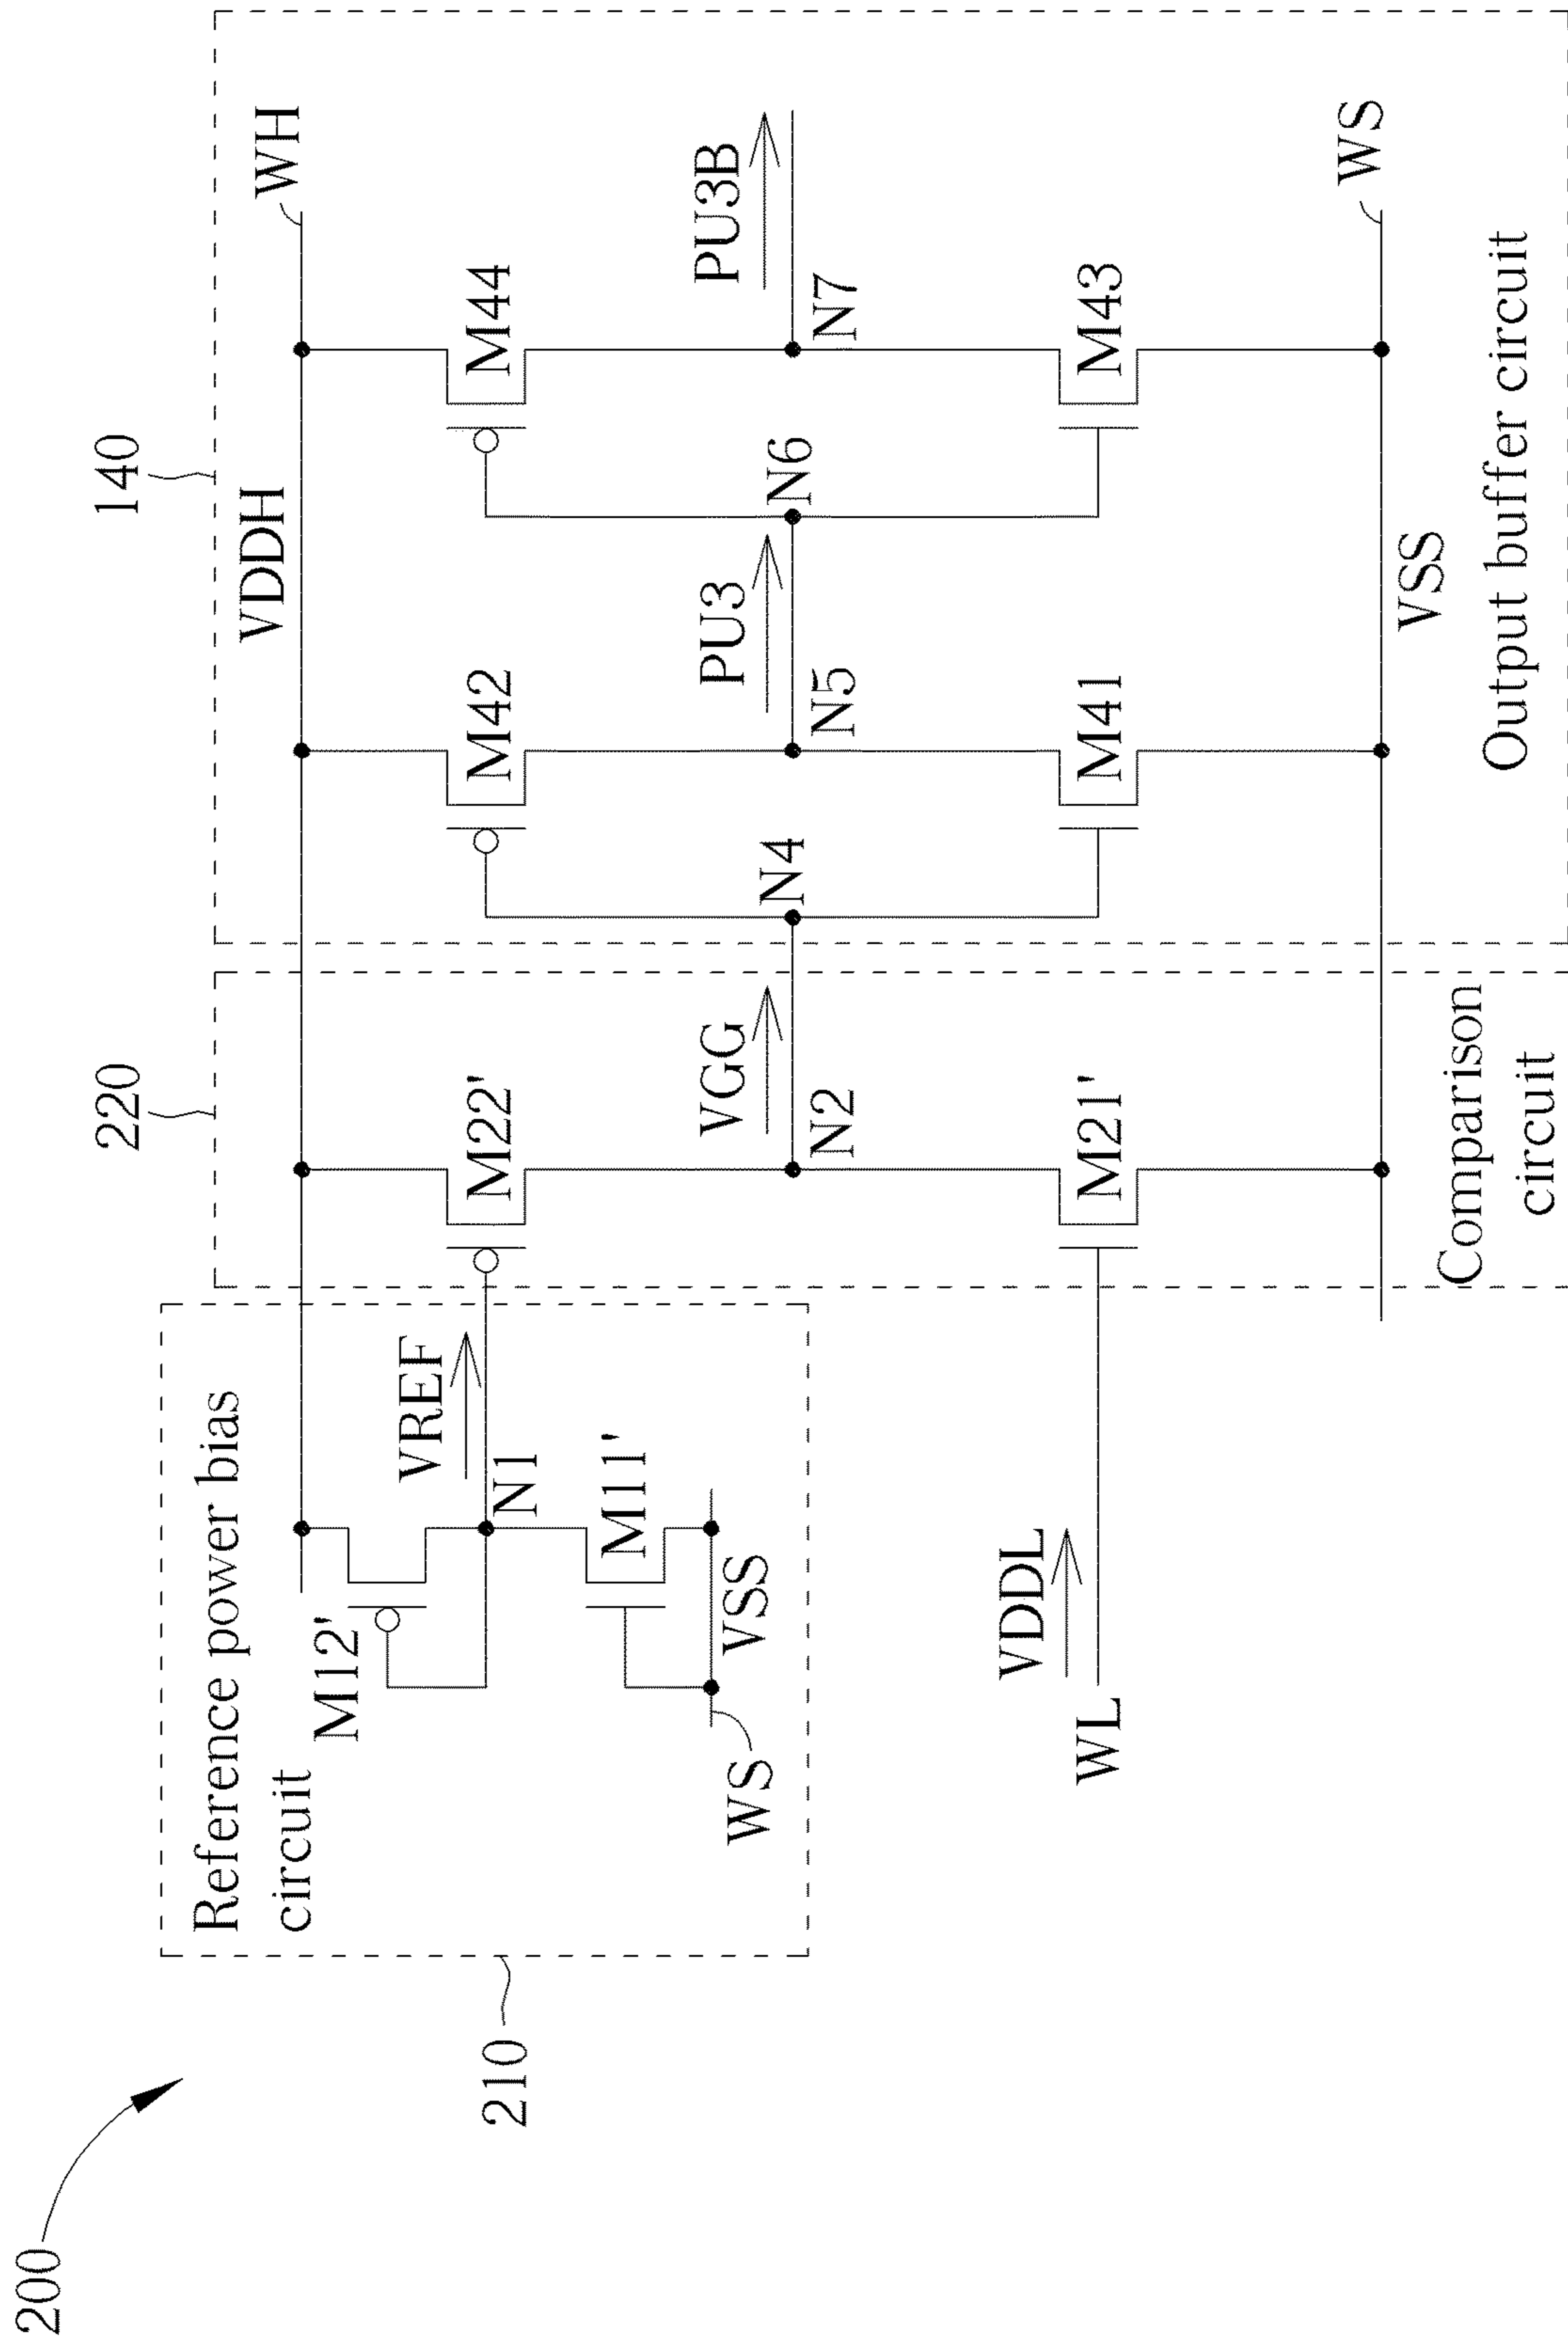 200
210
220
140
Reference power bias
circuit
M12'
VREF
N1
M11'
VSS
WS
VDDL
WL
M22'
VGG
N2
M21'
Comparison
circuit
VDDH
WH
M42
M44
N4
PU3
N5
N6
PU3B
N7
M41
M43
VSS
WS
Output buffer circuit